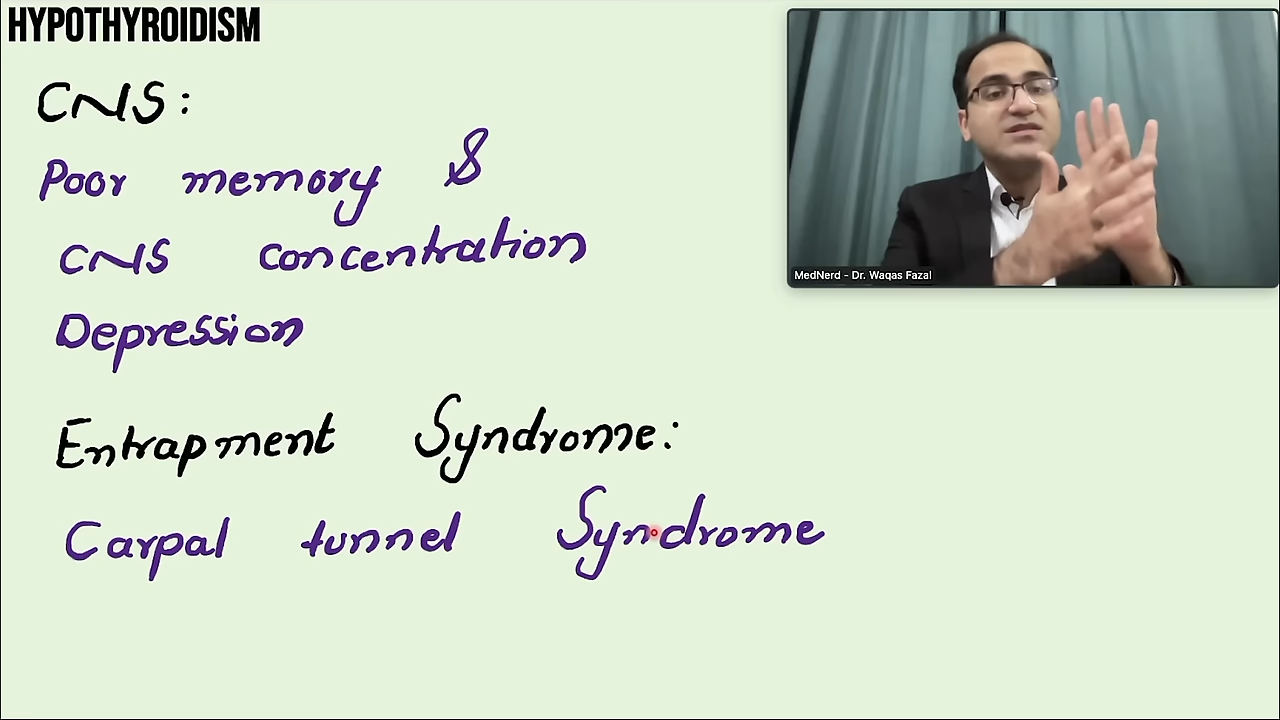 HYPOTHYROIDISM
CNS:
Poor memory &
CNS concentration
Depression
Entrapment Syndrome:
Carpal tunnel Syndrome
MedNerd - Dr. Waqas Fazal